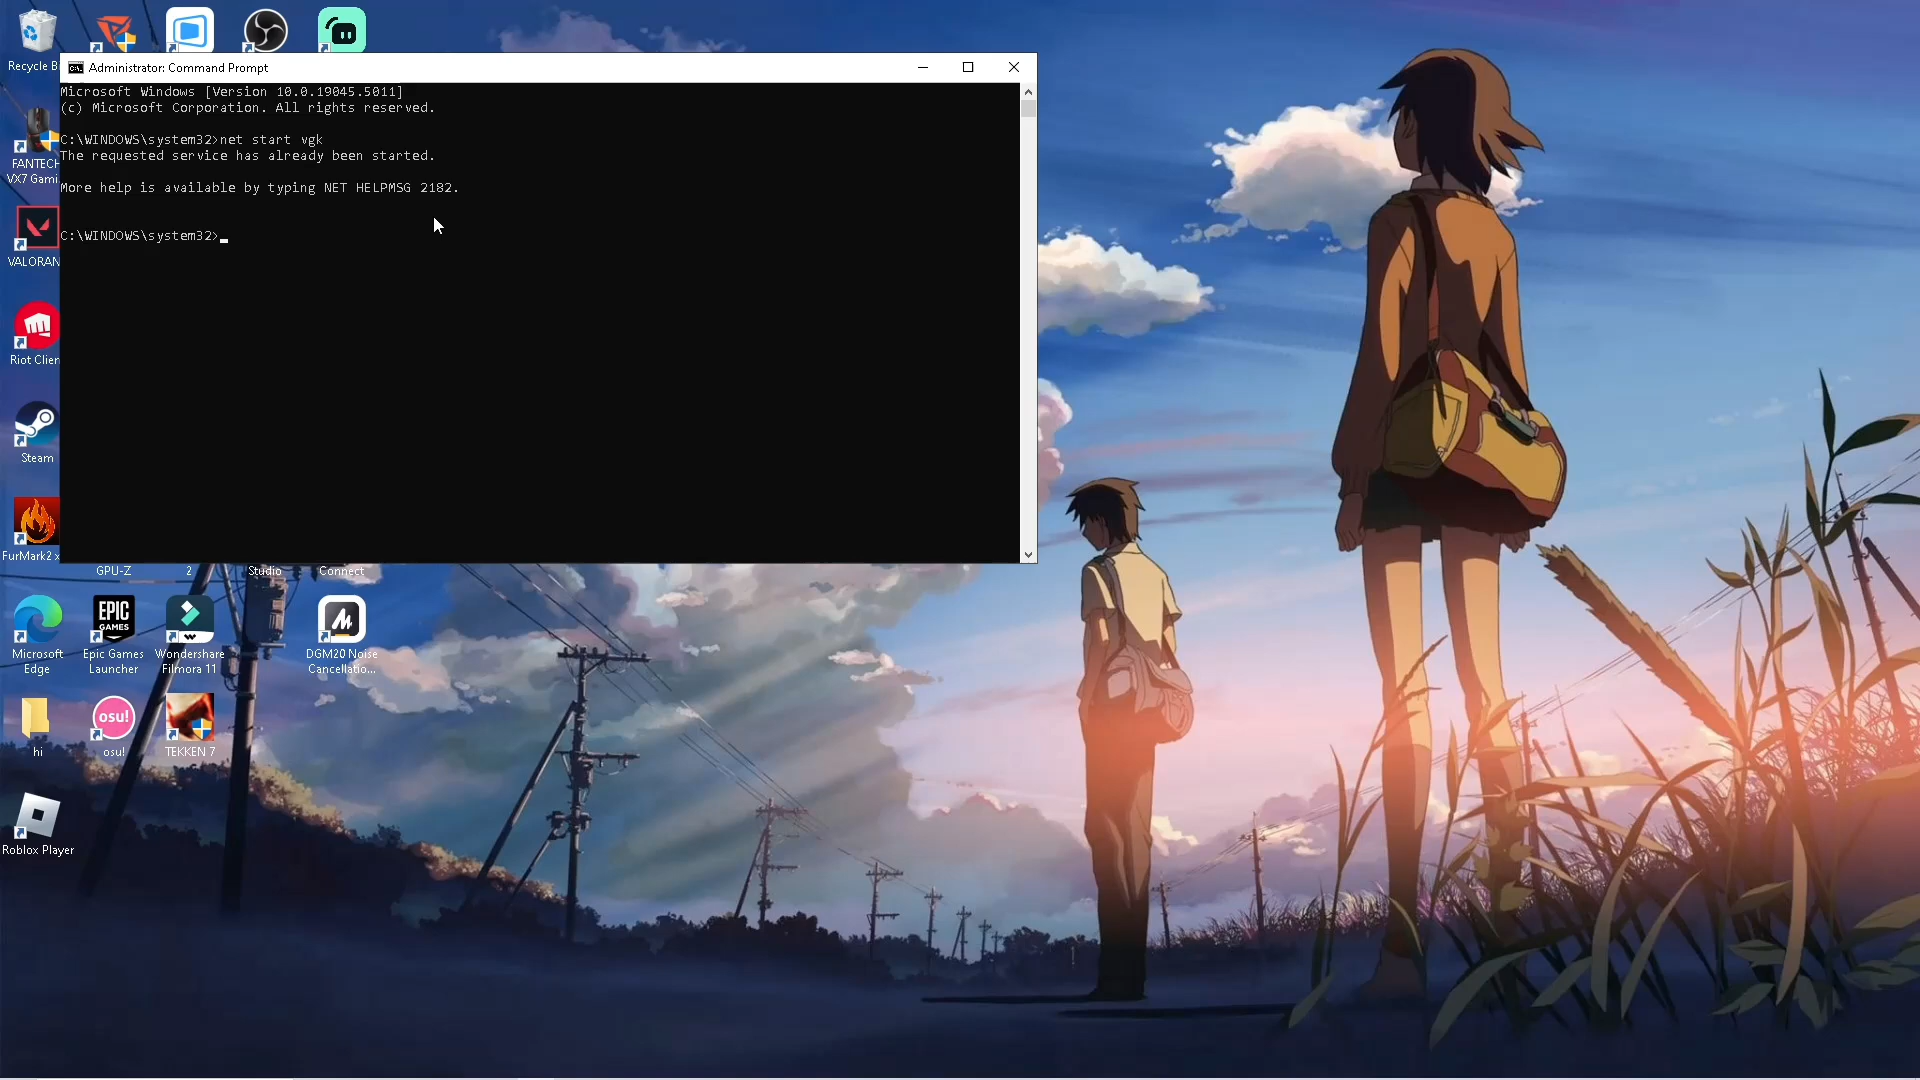 Recycle B
Administrator: Command Prompt
Microsoft Windows [Version 10.0.19045.5011]
(c) Microsoft Corporation. All rights reserved.
C:\WINDOWS\system32>net start vgk
The requested service has already been started.
More help is available by typing NET HELPMSG 2182.
C:\WINDOWS\system32>
FANTECH
VX7 Gami
VALORAN
Riot Clien
Steam
FurMark2 x
GPU-Z
2
Studio
Connect
Microsoft
Edge
EPIC
GAMES
Epic Games
Launcher
Wondershare
Filmora 11
DGM20 Noise
Cancellatio...
hi
osu!
osu!
TEKKEN 7
Roblox Player